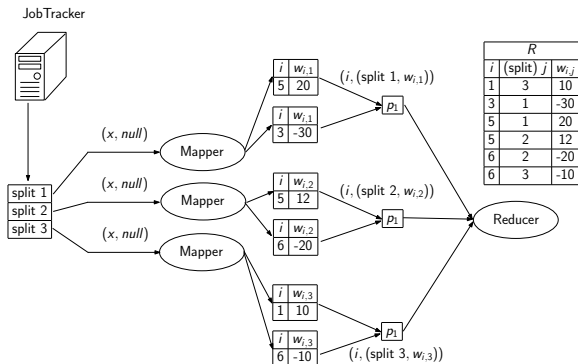 JobTracker
split 1
split 2
split 3
(x, null)
Mapper
(x, null)
Mapper
(x, null)
Mapper
i w_{i,1}
5 20
i w_{i,1}
3 -30
i w_{i,2}
5 12
i w_{i,2}
6 -20
i w_{i,3}
1 10
i w_{i,3}
6 -10
(i, (split 1, w_{i,1}))
p_1
(i, (split 2, w_{i,2}))
p_1
p_1
(i, (split 3, w_{i,3}))
Reducer
R
i (split) j w_{i,j}
1 3 10
3 1 -30
5 1 20
5 2 12
6 2 -20
6 3 -10